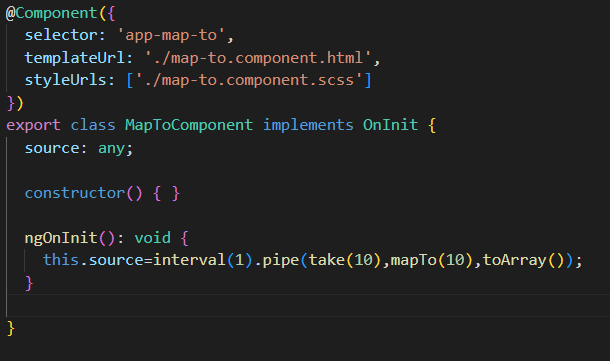 @Component({
  selector: 'app-map-to',
  templateUrl: './map-to.component.html',
  styleUrls: ['./map-to.component.scss']
})
export class MapToComponent implements OnInit {
  source: any;

  constructor() { }

  ngOnInit(): void {
    this.source=interval(1).pipe(take(10),mapTo(10),toArray());
  }

}